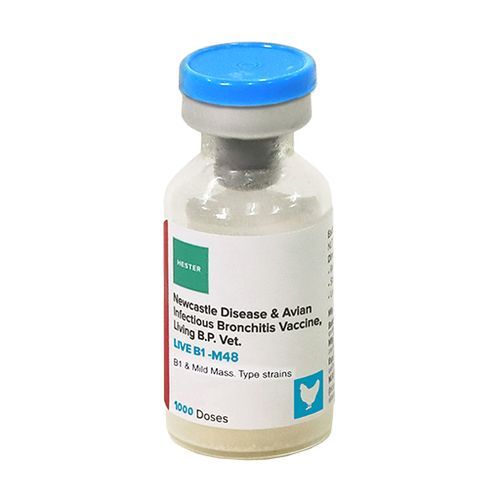 HESTER
Newcastle Disease & Avian
Infectious Bronchitis Vaccine,
Living B.P. Vet.
LIVE B1 -M48
B1 & Mild Mass. Type strains
1000 Doses